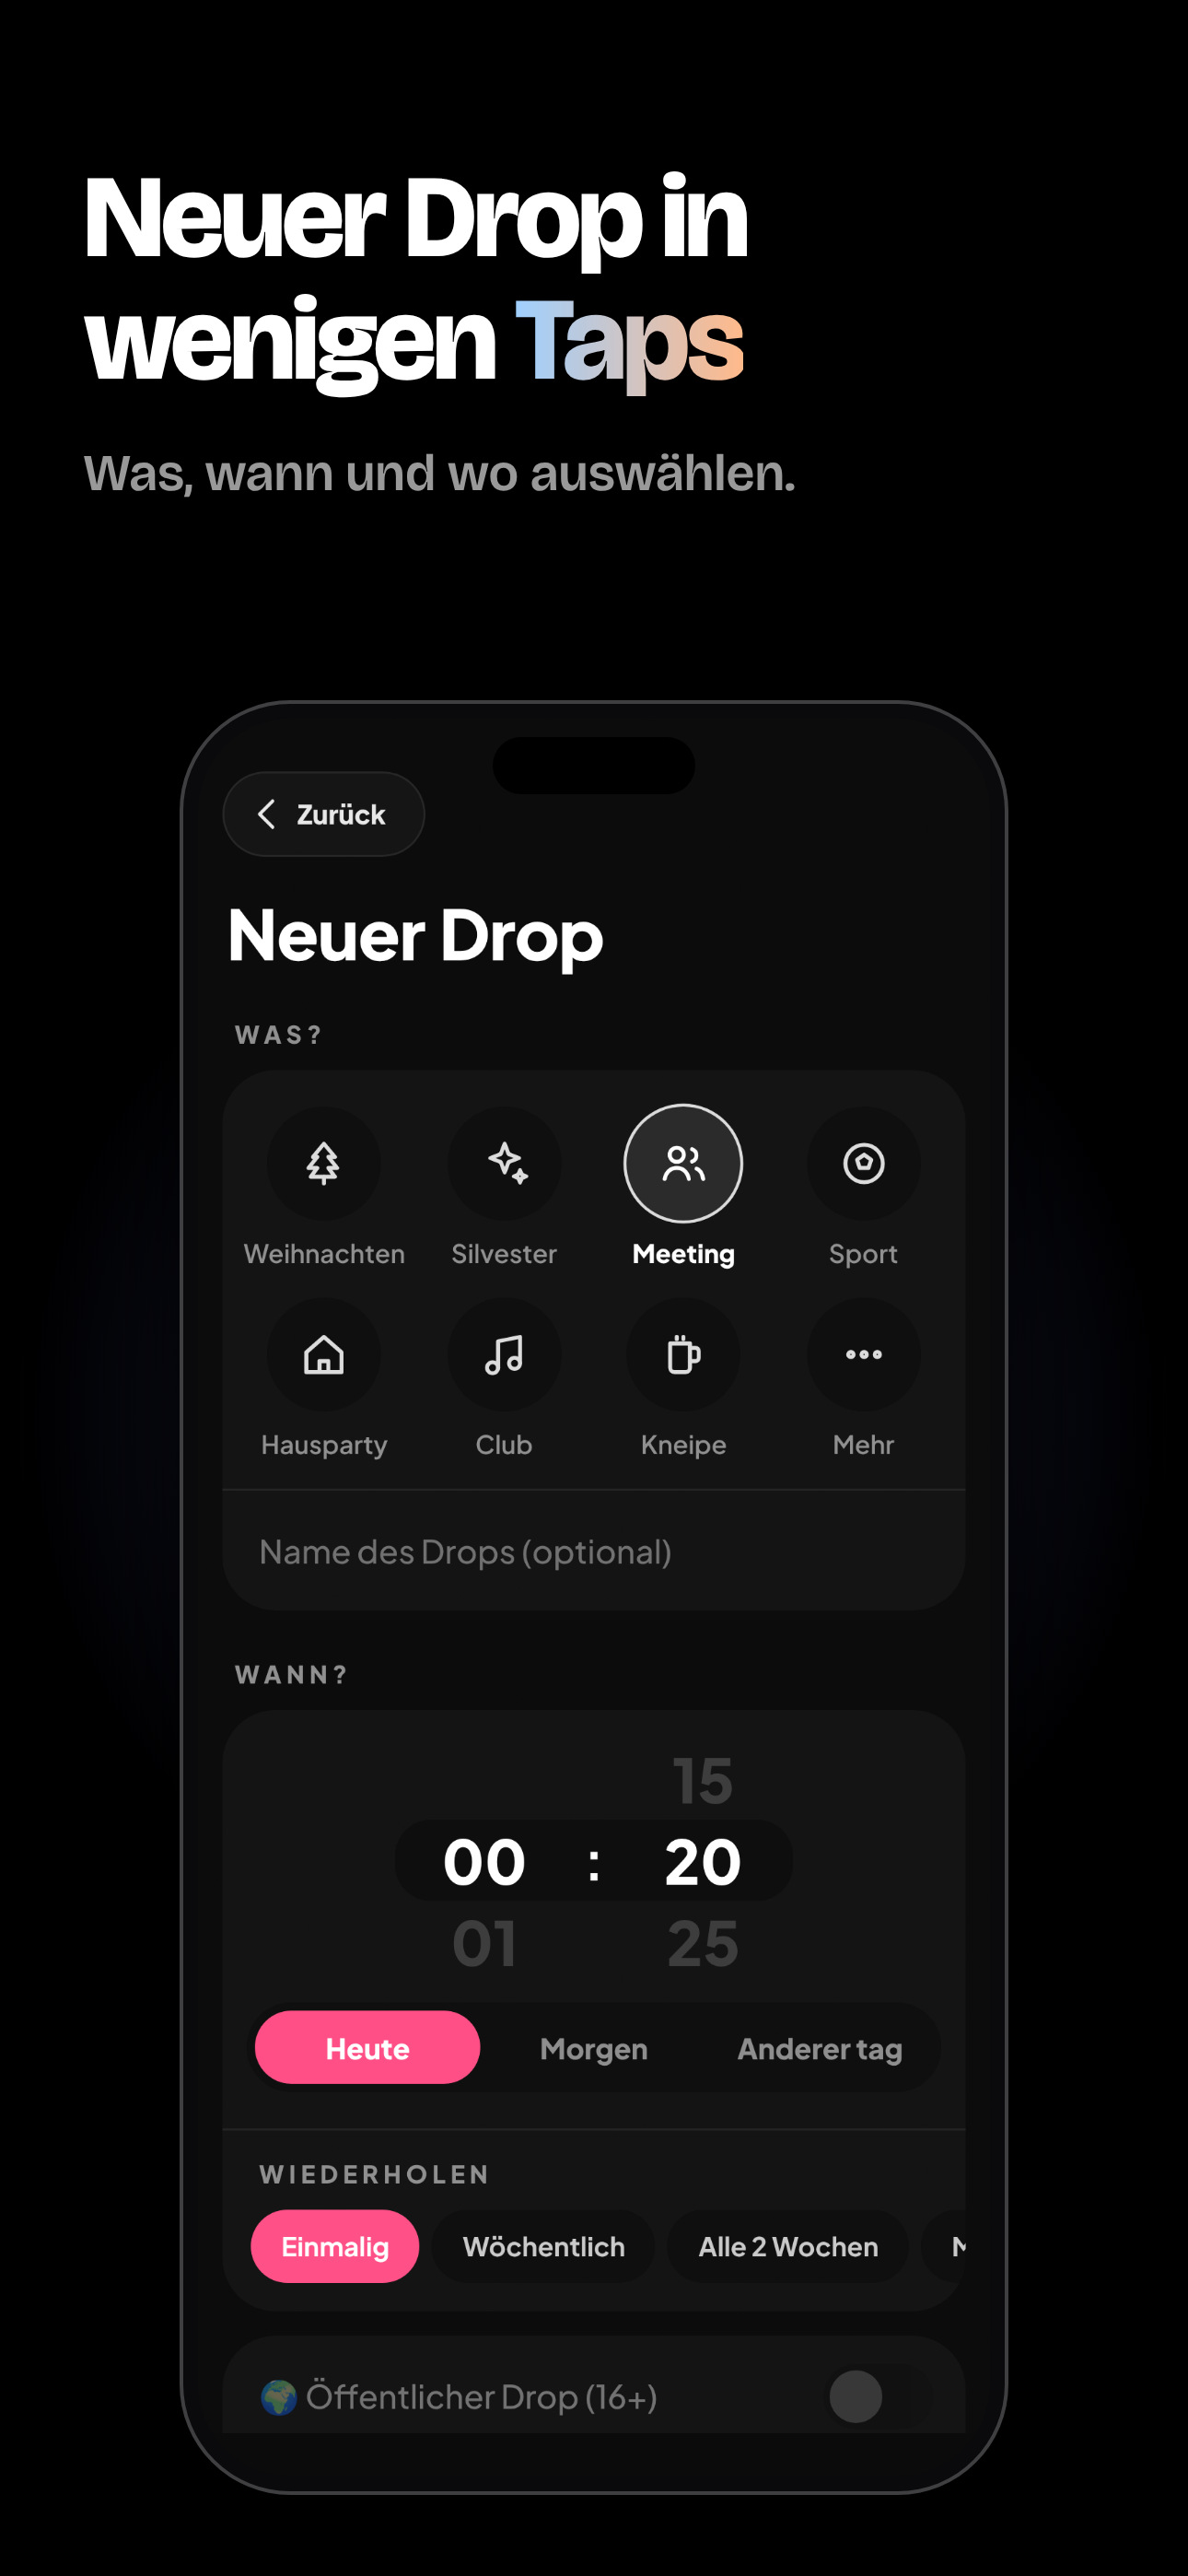 Neuer Drop in
wenigen Taps
Was, wann und wo auswählen.
Zurück
Neuer Drop
WAS?
Weihnachten Silvester Meeting Sport
Hausparty Club Kneipe Mehr
Name des Drops (optional)
WANN?
15
00 : 20
01 25
Heute Morgen Anderer tag
WIEDERHOLEN
Einmalig Wöchentlich Alle 2 Wochen
🌍 Öffentlicher Drop (16+)